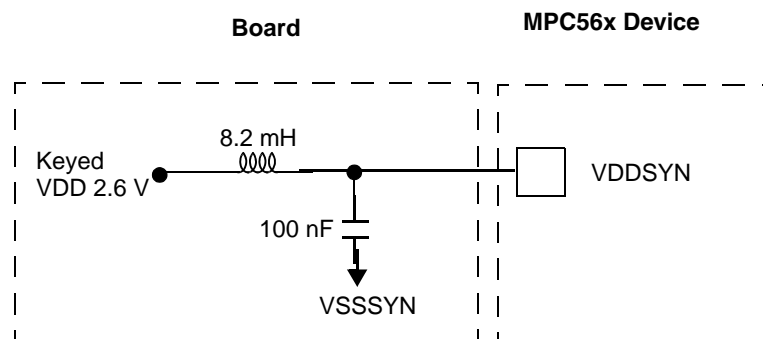 Board
MPC56x Device
8.2 mH
Keyed
VDD 2.6 V
VDDSYN
100 nF
VSSSYN